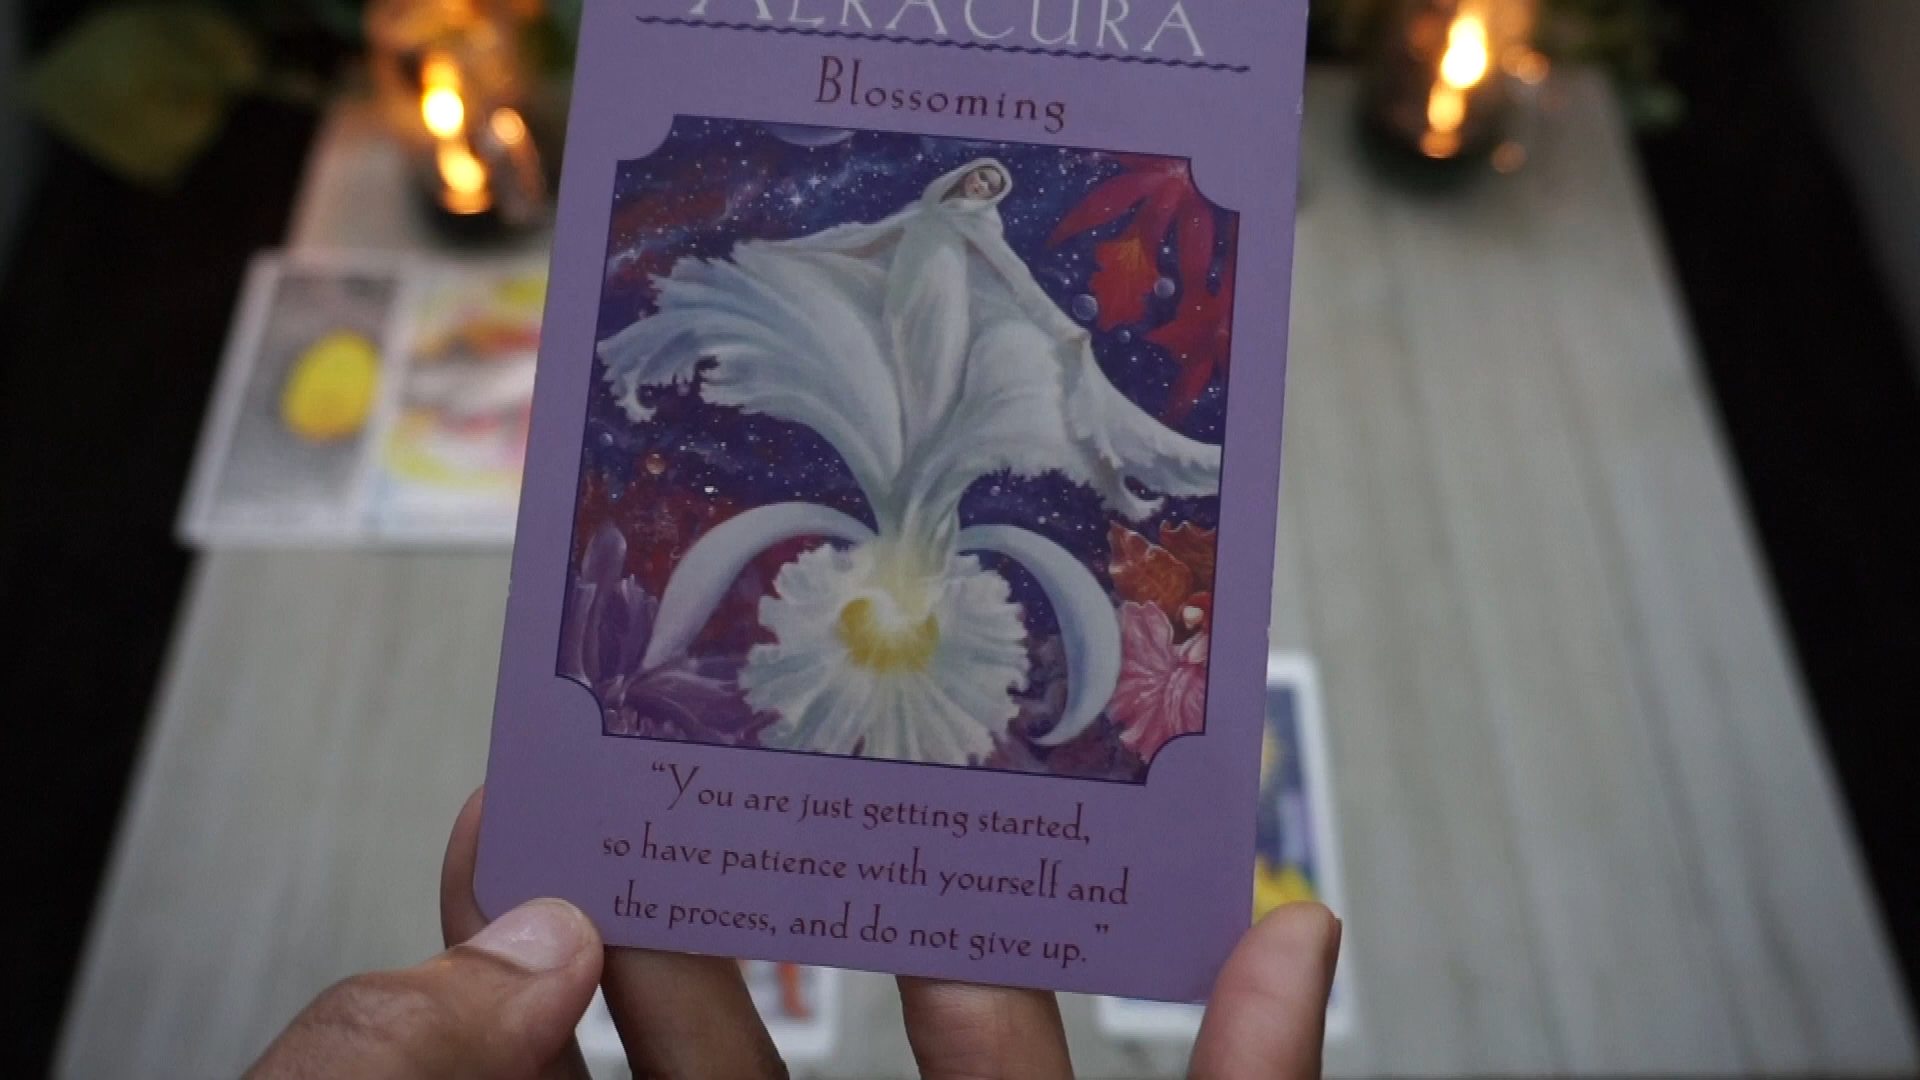 AERACURA
Blossoming
“You are just getting started,
so have patience with yourself and
the process, and do not give up.”